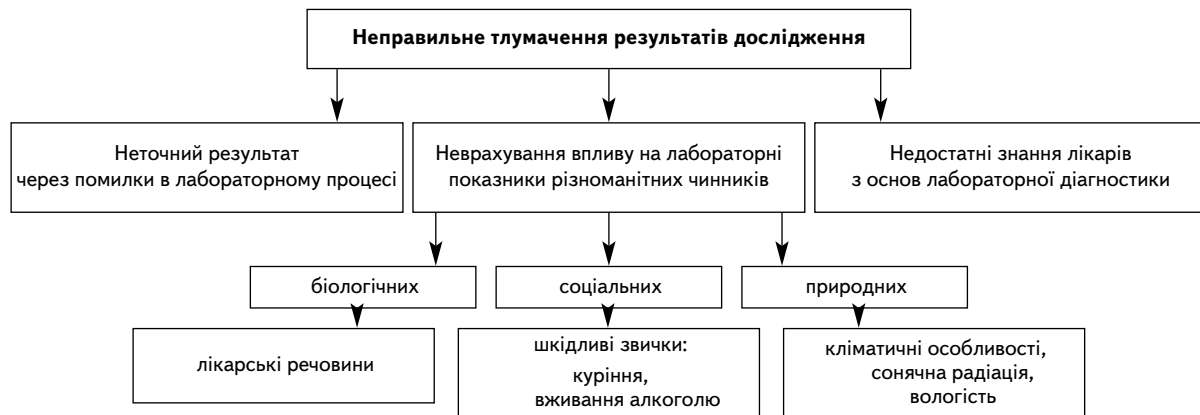 Неправильне тлумачення результатів дослідження
Неточний результат
через помилки в лабораторному процесі
Неврахування впливу на лабораторні
показники різноманітних чинників
Недостатні знання лікарів
з основ лабораторної діагностики
біологічних
соціальних
природних
лікарські речовини
шкідливі звички:
куріння,
вживання алкоголю
кліматичні особливості,
сонячна радіація,
вологість